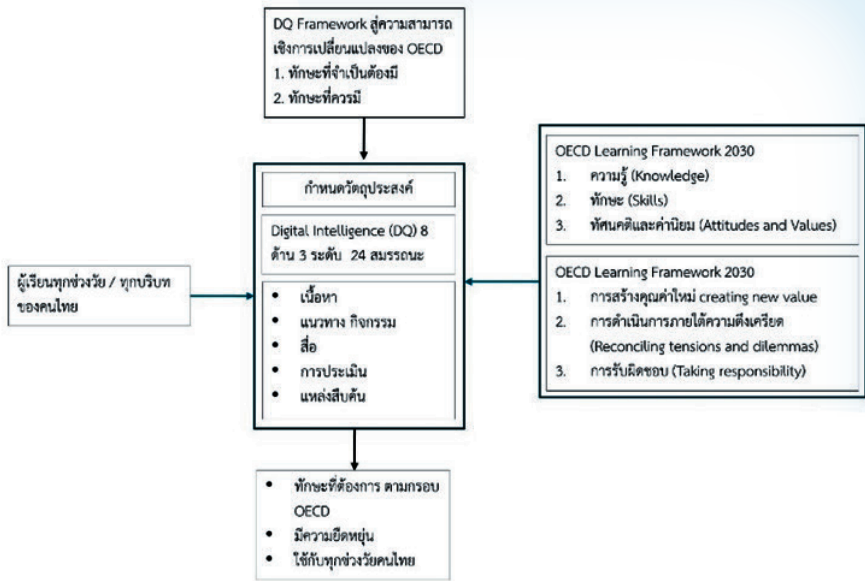 DQ Framework สู่ความสามารถ
เชิงการเปลี่ยนแปลงของ OECD
1. ทักษะที่จำเป็นต้องมี
2. ทักษะที่ควรมี
กำหนดวัตถุประสงค์
Digital Intelligence (DQ) 8
ด้าน 3 ระดับ 24 สมรรถนะ
• เนื้อหา
• แนวทาง กิจกรรม
• สื่อ
• การประเมิน
• แหล่งสืบค้น
ผู้เรียนทุกช่วงวัย / ทุกบริบท
ของคนไทย
OECD Learning Framework 2030
1. ความรู้ (Knowledge)
2. ทักษะ (Skills)
3. ทัศนคติและค่านิยม (Attitudes and Values)
OECD Learning Framework 2030
1. การสร้างคุณค่าใหม่ creating new value
2. การดำเนินการภายใต้ความตึงเครียด
(Reconciling tensions and dilemmas)
3. การรับผิดชอบ (Taking responsibility)
• ทักษะที่ต้องการ ตามกรอบ
OECD
• มีความยืดหยุ่น
• ใช้กับทุกช่วงวัยคนไทย